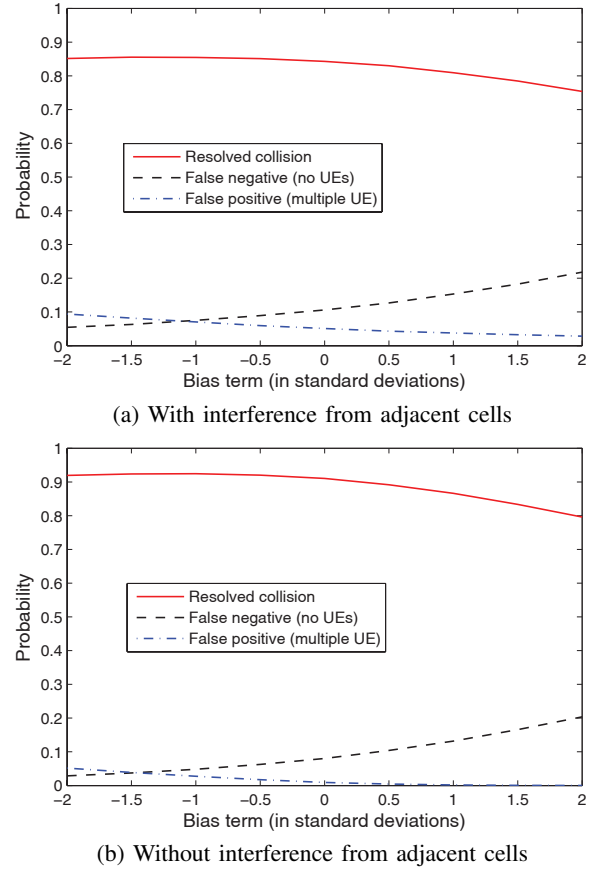 1
0.9
0.8
0.7
0.6
0.5
0.4
0.3
0.2
0.1
0
Probability
Resolved collision
False negative (no UEs)
False positive (multiple UE)
−2 −1.5 −1 −0.5 0 0.5 1 1.5 2
Bias term (in standard deviations)
(a) With interference from adjacent cells
1
0.9
0.8
0.7
0.6
0.5
0.4
0.3
0.2
0.1
0
Probability
Resolved collision
False negative (no UEs)
False positive (multiple UE)
−2 −1.5 −1 −0.5 0 0.5 1 1.5 2
Bias term (in standard deviations)
(b) Without interference from adjacent cells